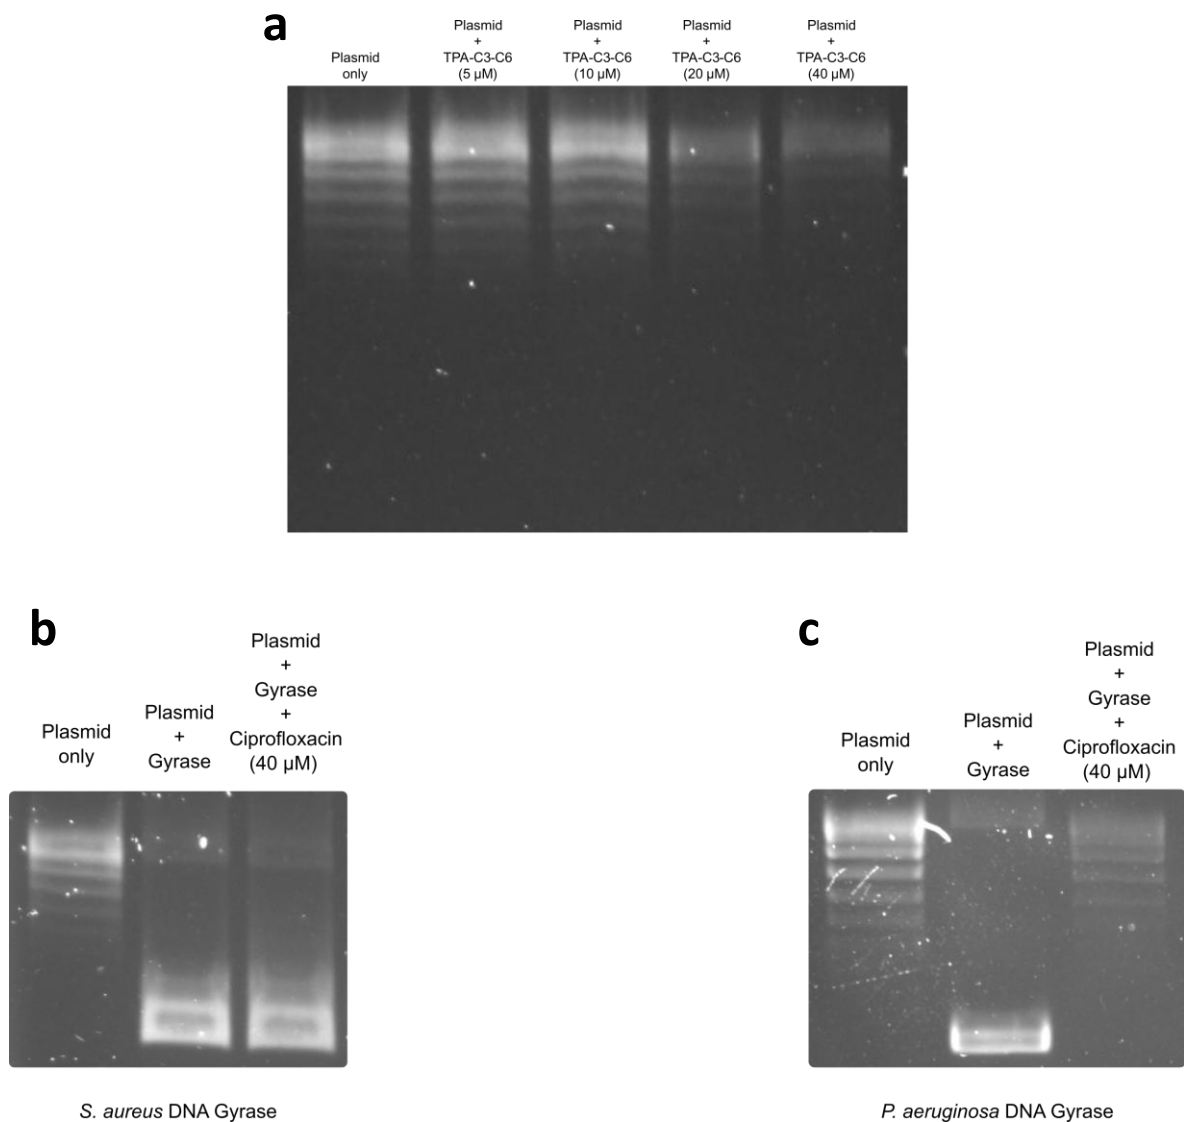 a
Plasmid
only
Plasmid
+
TPA-C3-C6
(5 µM)
Plasmid
+
TPA-C3-C6
(10 µM)
Plasmid
+
TPA-C3-C6
(20 µM)
Plasmid
+
TPA-C3-C6
(40 µM)
b
Plasmid
only
Plasmid
+
Gyrase
Plasmid
+
Gyrase
+
Ciprofloxacin
(40 µM)
S. aureus DNA Gyrase
c
Plasmid
only
Plasmid
+
Gyrase
Plasmid
+
Gyrase
+
Ciprofloxacin
(40 µM)
P. aeruginosa DNA Gyrase